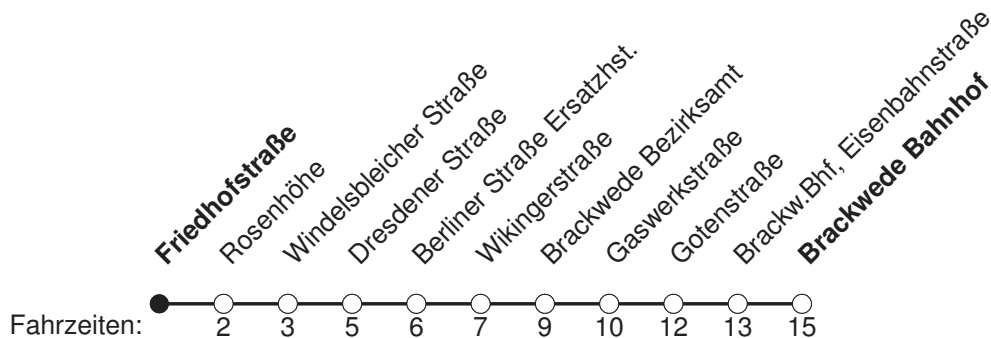 Friedhofstraße
Rosenhöhe
Windelsbleicher Straße
Dresdener Straße
Berliner Straße Ersatzhst.
Wikingerstraße
Brackwede Bezirksamt
Gaswerkstraße
Gotenstraße
Brackw.Bhf, Eisenbahnstraße
Brackwede Bahnhof
Fahrzeiten: 2 3 5 6 7 9 10 12 13 15